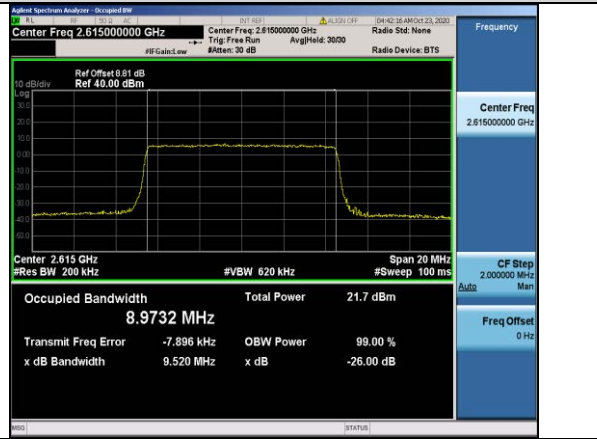 Agilent Spectrum Analyzer - Occupied BW
RL RF 50 Ω AC INT REF ALIGN OFF 04:42:16 AM Oct 23, 2020
Center Freq 2.615000000 GHz
Center Freq: 2.615000000 GHz
Radio Std: None
Trig: Free Run Avg|Hold: 30/30
#IFGain:Low #Atten: 30 dB Radio Device: BTS
Frequency
Ref Offset 8.81 dB
10 dB/div Ref 40.00 dBm
Log
30.0
20.0
10.0
0.00
-10.0
-20.0
-30.0
-40.0
-50.0
Center 2.615 GHz Span 20 MHz
#Res BW 200 kHz #VBW 620 kHz #Sweep 100 ms
Occupied Bandwidth Total Power 21.7 dBm
8.9732 MHz
Transmit Freq Error -7.896 kHz OBW Power 99.00 %
x dB Bandwidth 9.520 MHz x dB -26.00 dB
Center Freq
2.615000000 GHz
CF Step
2.000000 MHz
Auto Man
Freq Offset
0 Hz
MSG STATUS